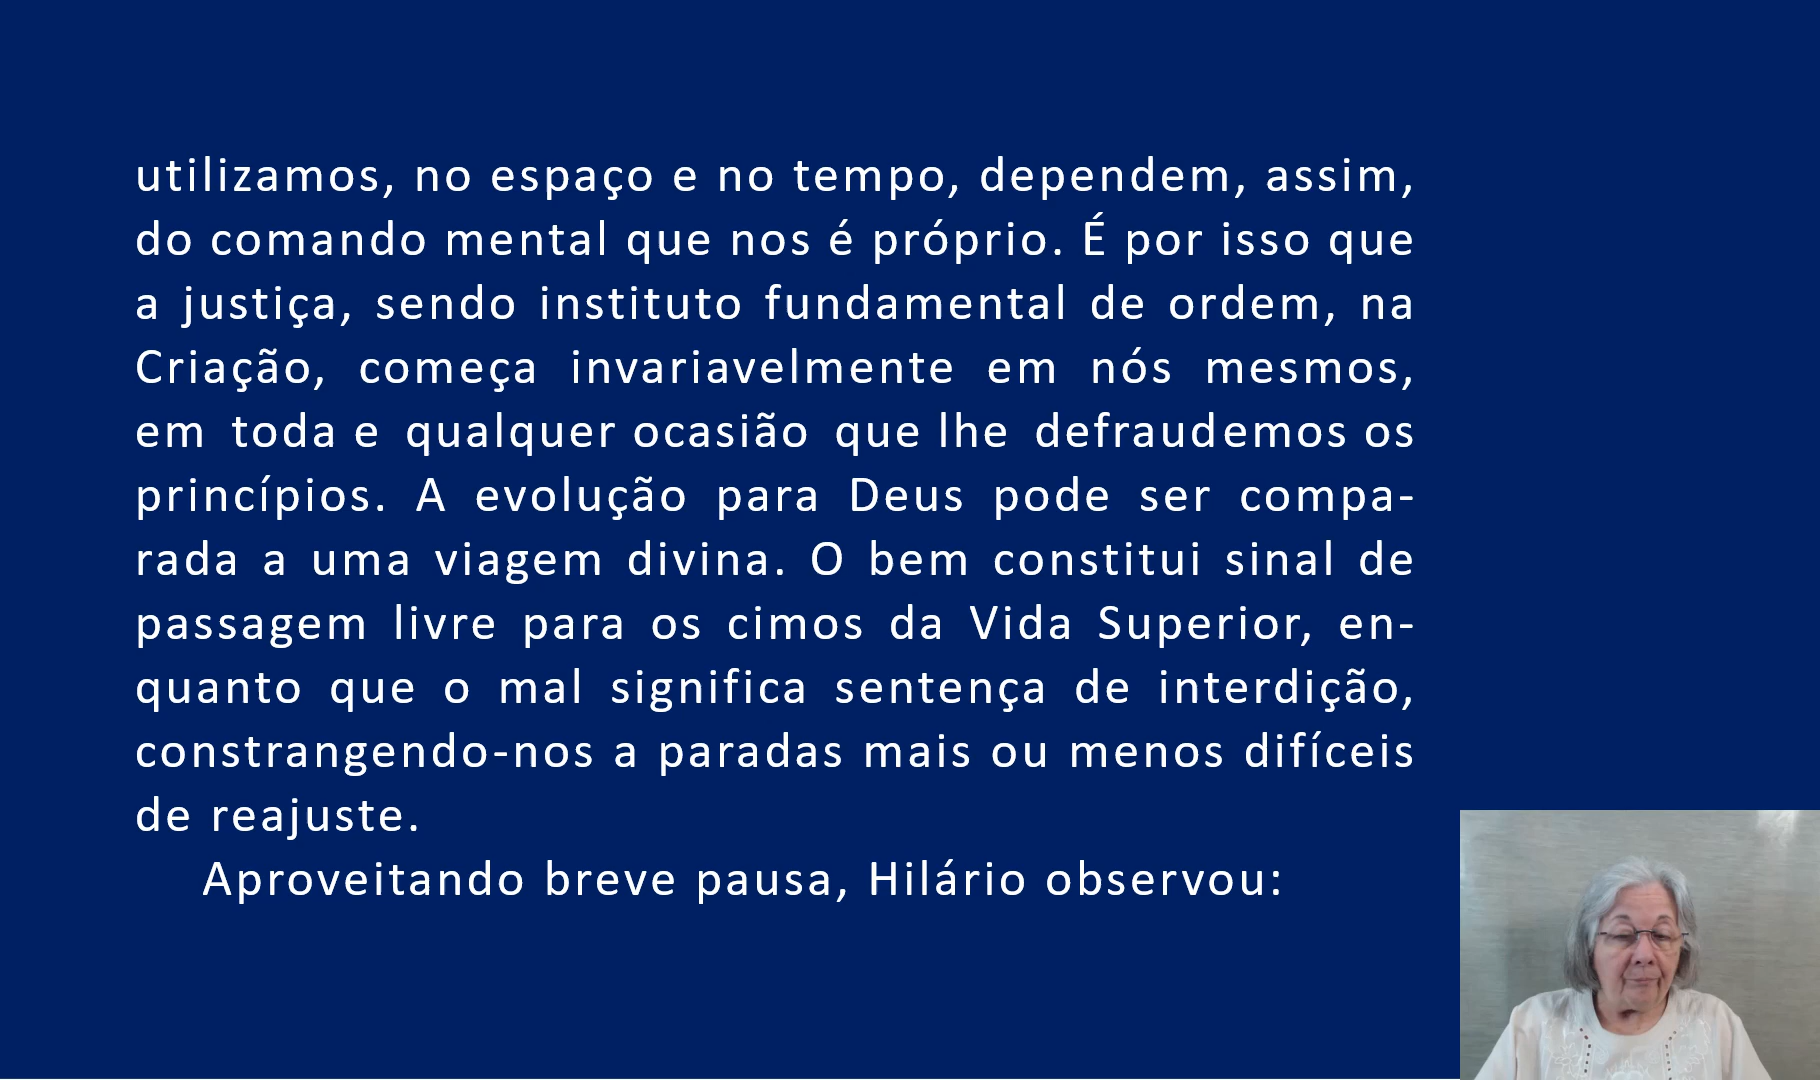 utilizamos, no espaço e no tempo, dependem, assim,
do comando mental que nos é próprio. É por isso que
a justiça, sendo instituto fundamental de ordem, na
Criação, começa invariavelmente em nós mesmos,
em toda e qualquer ocasião que lhe defraudemos os
princípios. A evolução para Deus pode ser compa-
rada a uma viagem divina. O bem constitui sinal de
passagem livre para os cimos da Vida Superior, en-
quanto que o mal significa sentença de interdição,
constrangendo-nos a paradas mais ou menos difíceis
de reajuste.
Aproveitando breve pausa, Hilário observou: